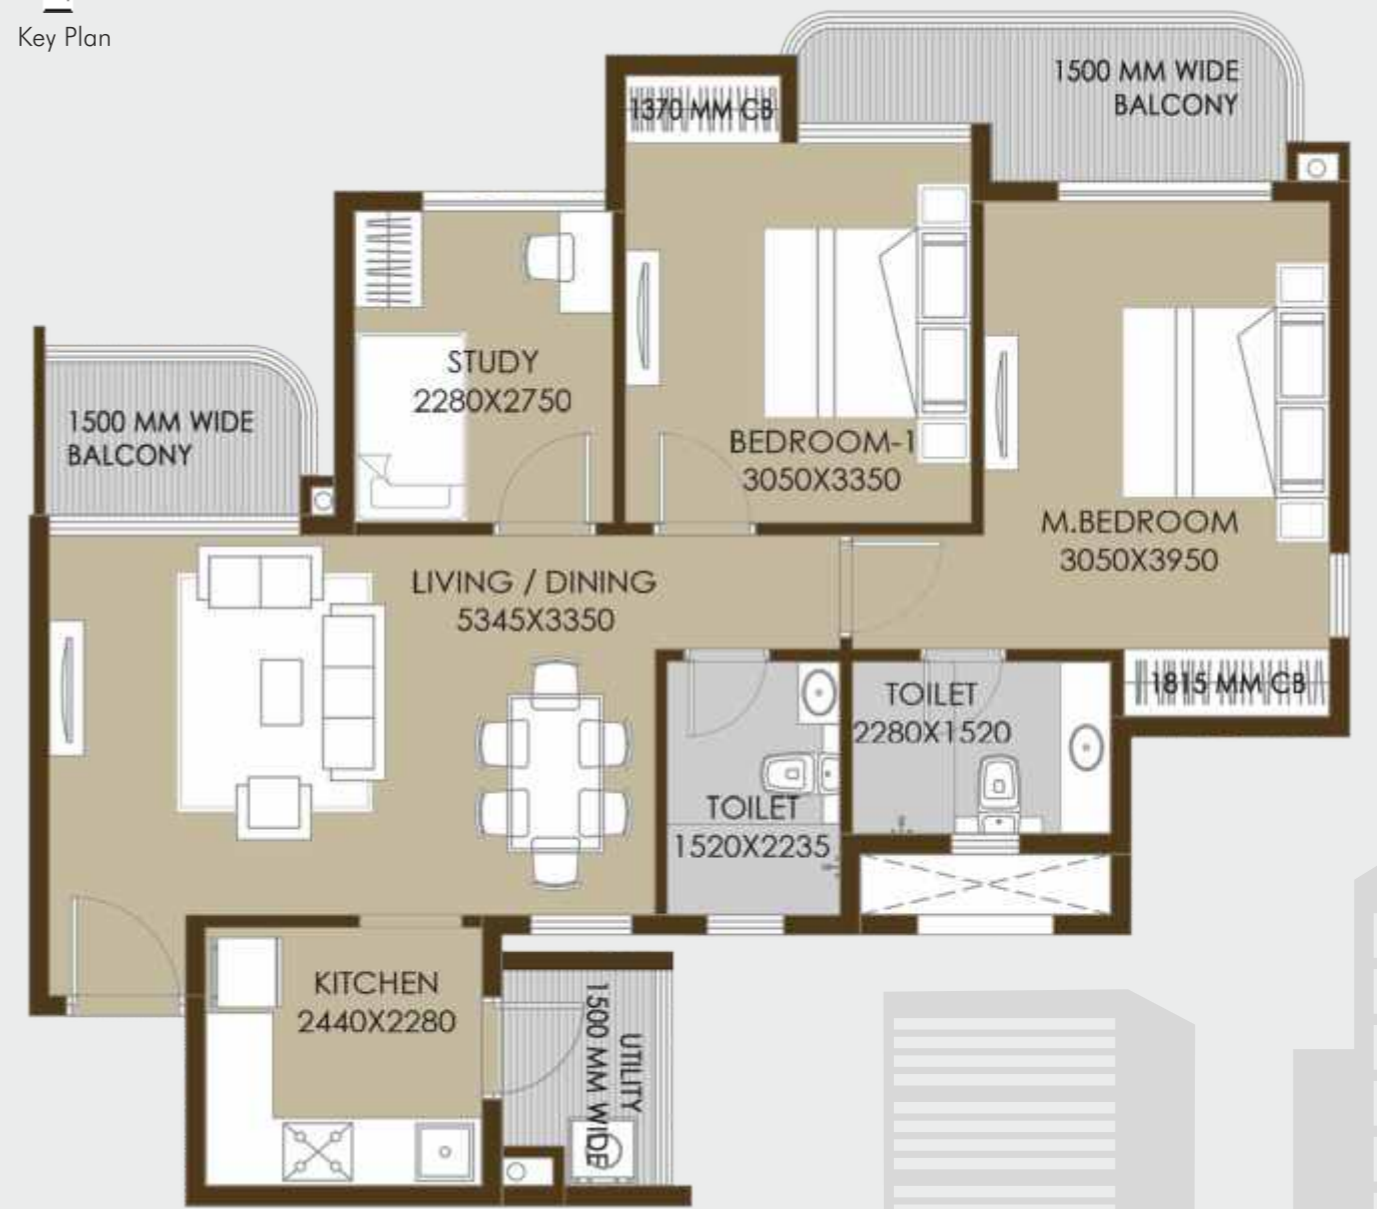 Key Plan
1500 MM WIDE
BALCONY
1370 MM CB
STUDY
2280X2750
1500 MM WIDE
BALCONY
BEDROOM-1
3050X3350
M.BEDROOM
3050X3950
LIVING / DINING
5345X3350
TOILET
2280X1520
1815 MM CB
TOILET
1520X2235
KITCHEN
2440X2280
UTILITY
1500 MM WIDE